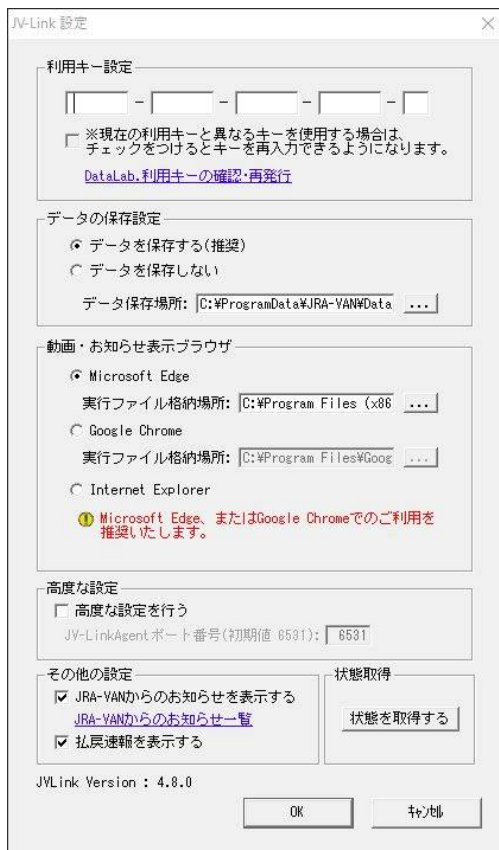 JV-Link 設定
利用キー設定
- - - -
※現在の利用キーと異なるキーを使用する場合は、
チェックをつけるとキーを再入力できるようになります。
DataLab.利用キーの確認・再発行
データの保存設定
データを保存する(推奨)
データを保存しない
データ保存場所: C:¥ProgramData¥JRA-VAN¥Data ...
動画・お知らせ表示ブラウザ
Microsoft Edge
実行ファイル格納場所: C:¥Program Files (x86 ...
Google Chrome
実行ファイル格納場所: C:¥Program Files¥Goog ...
Internet Explorer
Microsoft Edge、またはGoogle Chromeでのご利用を
推奨いたします。
高度な設定
高度な設定を行う
JV-LinkAgentポート番号(初期値 6531): 6531
その他の設定
JRA-VANからのお知らせを表示する
JRA-VANからのお知らせ一覧
払戻速報を表示する
状態取得
状態を取得する
JVLink Version : 4.8.0
OK
ｷｬﾝｾﾙ